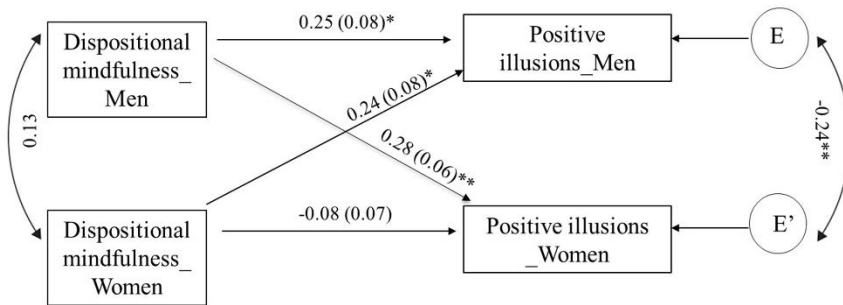 Dispositional
mindfulness_
Men
0.25 (0.08)*
Positive
illusions_Men
E
0.13
0.24 (0.08)*
0.28 (0.06)**
-0.24**
Dispositional
mindfulness_
Women
-0.08 (0.07)
Positive illusions
_Women
E’